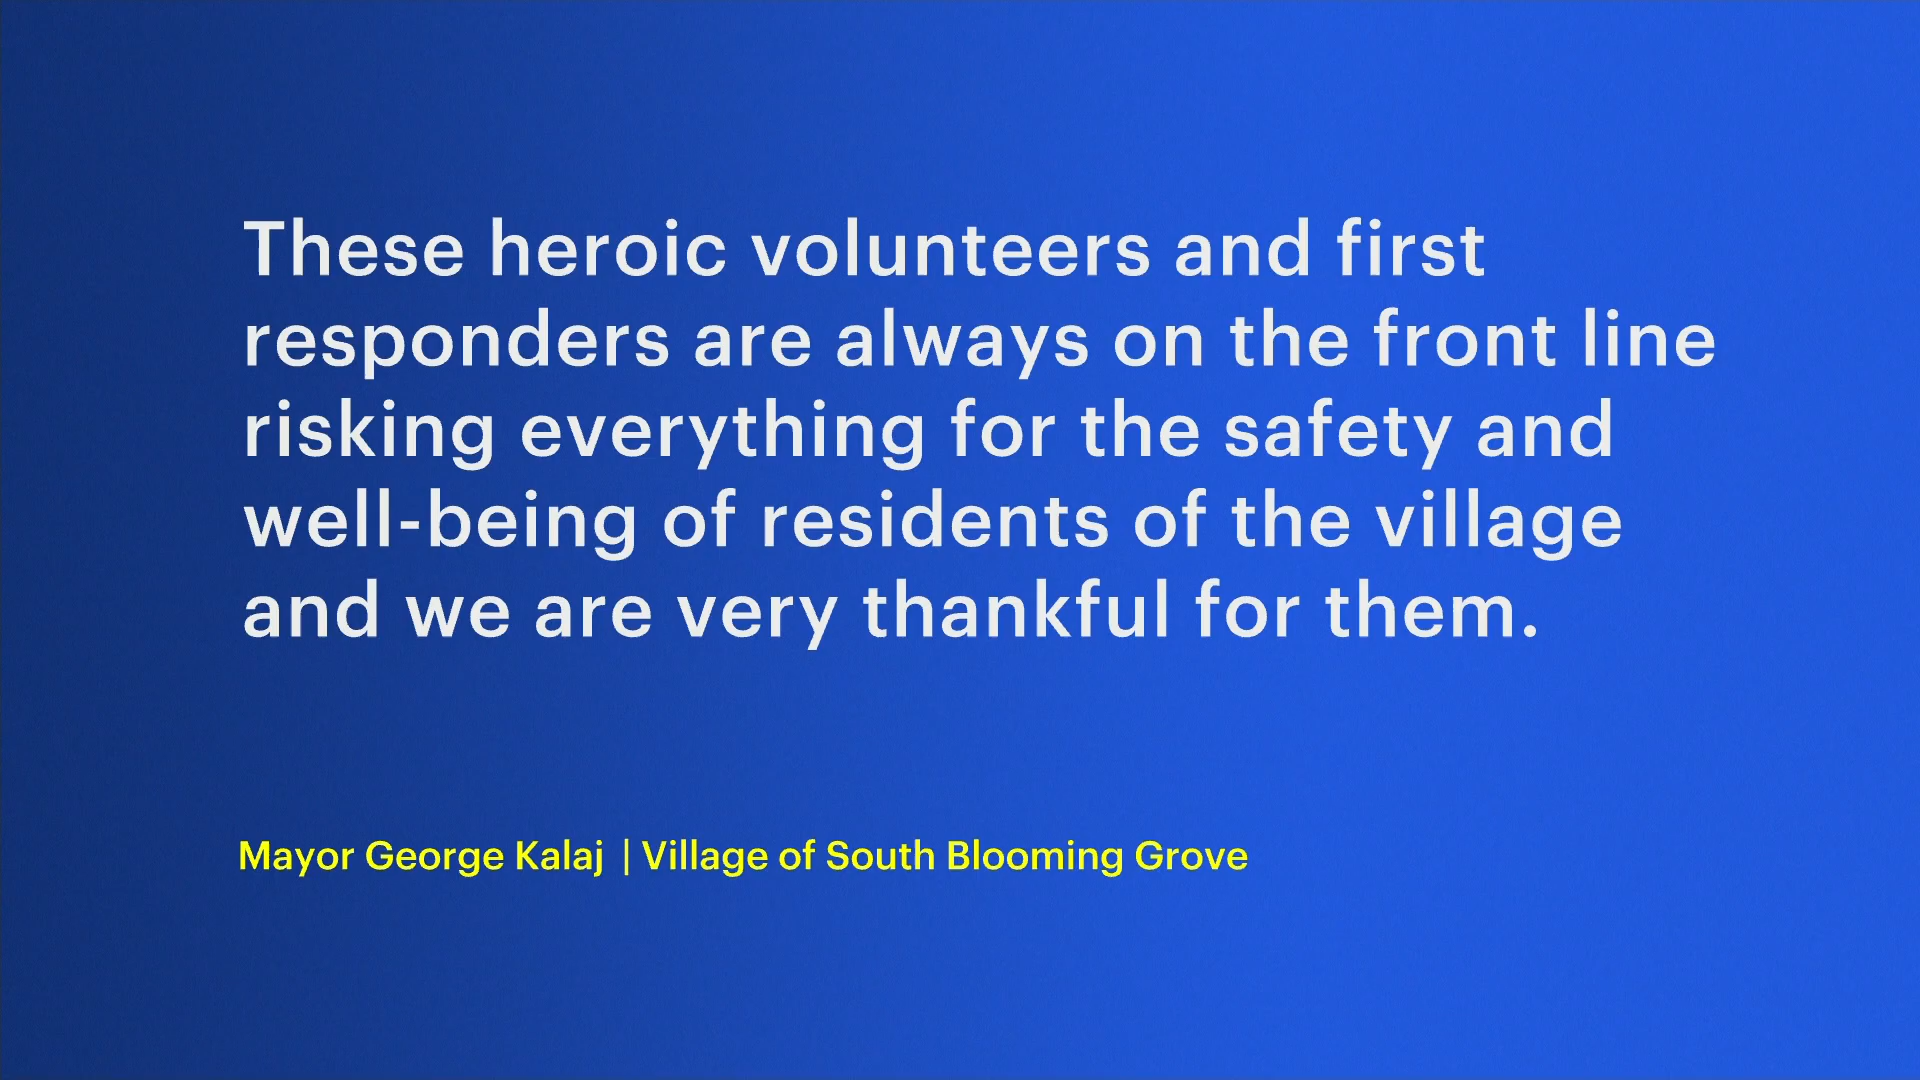 These heroic volunteers and first
responders are always on the front line
risking everything for the safety and
well-being of residents of the village
and we are very thankful for them.
Mayor George Kalaj | Village of South Blooming Grove